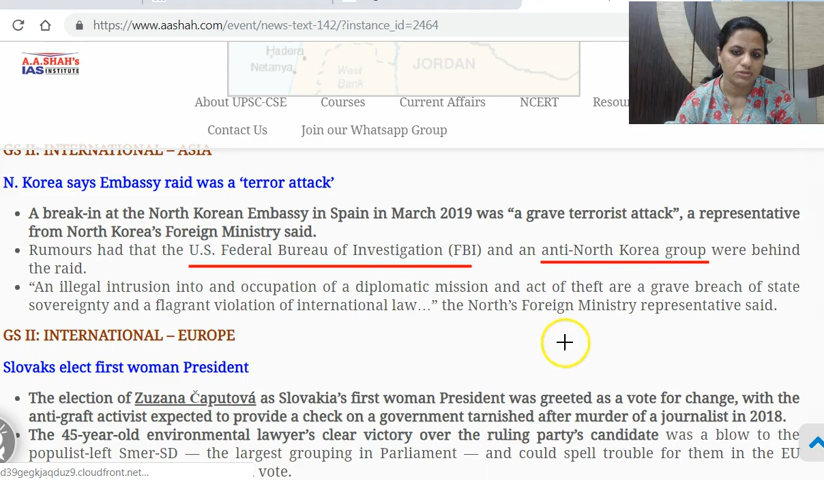 https://www.aashah.com/event/news-text-142/?instance_id=2464
A.A.SHAH's
IAS INSTITUTE
Hadera
Netanya
West
Bank
JORDAN
About UPSC-CSE Courses Current Affairs NCERT
Contact Us Join our Whatsapp Group
GS II: INTERNATIONAL – ASIA
N. Korea says Embassy raid was a ‘terror attack’
• A break-in at the North Korean Embassy in Spain in March 2019 was “a grave terrorist attack”, a representative
from North Korea’s Foreign Ministry said.
• Rumours had that the U.S. Federal Bureau of Investigation (FBI) and an anti-North Korea group were behind
the raid.
• “An illegal intrusion into and occupation of a diplomatic mission and act of theft are a grave breach of state
sovereignty and a flagrant violation of international law…” the North’s Foreign Ministry representative said.
GS II: INTERNATIONAL – EUROPE
Slovaks elect first woman President
• The election of Zuzana Čaputová as Slovakia’s first woman President was greeted as a vote for change, with the
anti-graft activist expected to provide a check on a government tarnished after murder of a journalist in 2018.
• The 45-year-old environmental lawyer’s clear victory over the ruling party’s candidate was a blow to the
populist-left Smer-SD — the largest grouping in Parliament — and could spell trouble for them in the EU
d39gegkjaqduz9.cloudfront.net... vote.